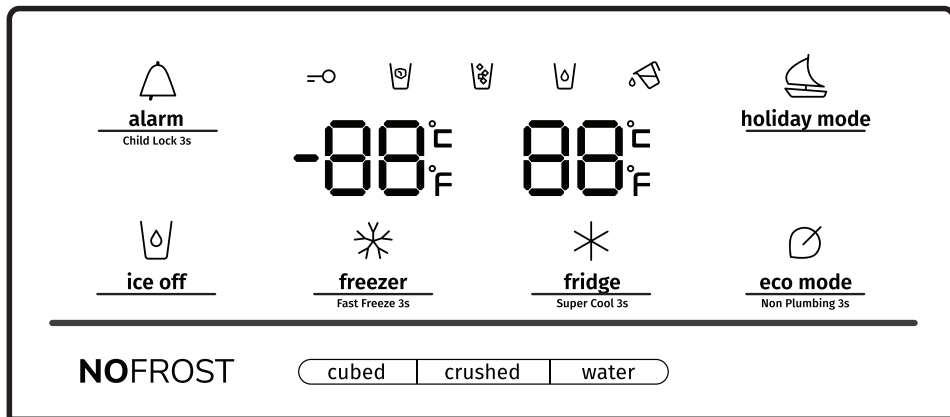 alarm
Child Lock 3s
-88 °C °F
88 °C °F
holiday mode
ice off
freezer
Fast Freeze 3s
fridge
Super Cool 3s
eco mode
Non Plumbing 3s
NOFROST
cubed
crushed
water